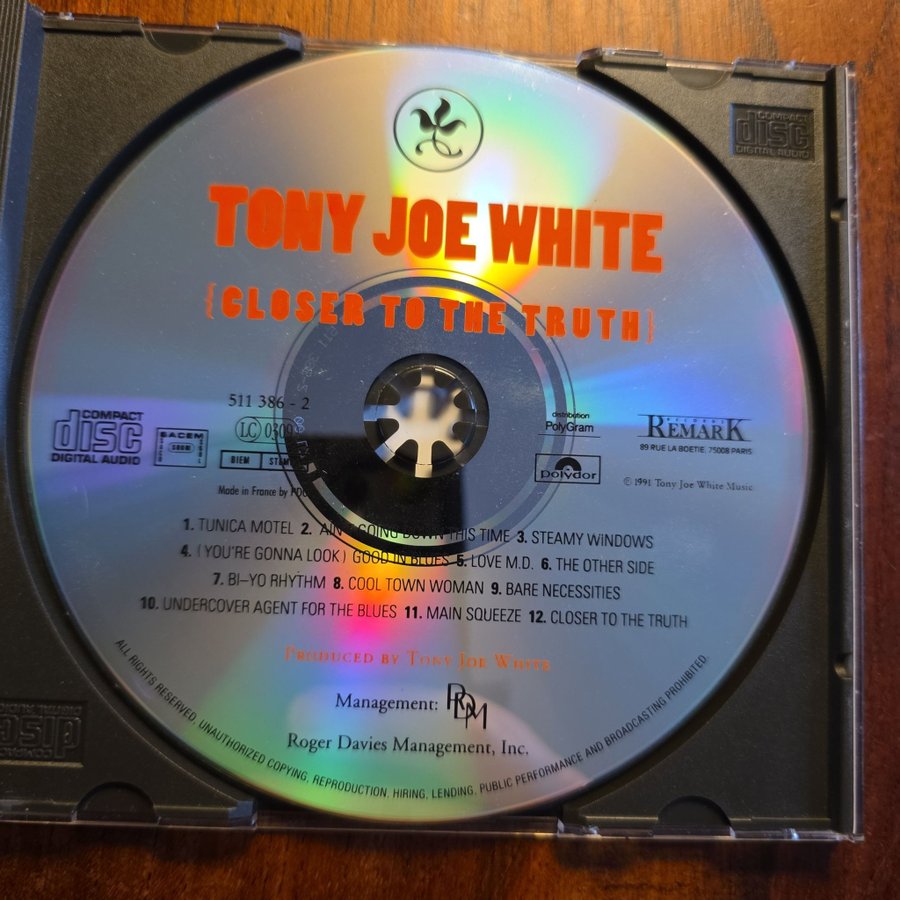 COMPACT
disc
DIGITAL AUDIO
TONY JOE WHITE
{CLOSER TO THE TRUTH}
511 386 - 2
LC
BIEM
SACEM
Made in France by
COMPACT
disc
DIGITAL AUDIO
distribution
PolyGram
polydor
REMARK
89 RUE LA BOETIE, 75008 PARIS
© 1991 Tony Joe White Music
1. TUNICA MOTEL 2. AIN'T GOING DOWN THIS TIME 3. STEAMY WINDOWS
4. (YOU'RE GONNA LOOK) GOOD IN BLUES 5. LOVE M.D. 6. THE OTHER SIDE
7. BI–YO RHYTHM 8. COOL TOWN WOMAN 9. BARE NECESSITIES
10. UNDERCOVER AGENT FOR THE BLUES 11. MAIN SQUEEZE 12. CLOSER TO THE TRUTH
PRODUCED BY TONY JOE WHITE
Management: RDM
Roger Davies Management, Inc.
ALL RIGHTS RESERVED, UNAUTHORIZED COPYING, REPRODUCTION, HIRING, LENDING, PUBLIC PERFORMANCE AND BROADCASTING PROHIBITED.
COMPACT
disc
DIGITAL AUDIO